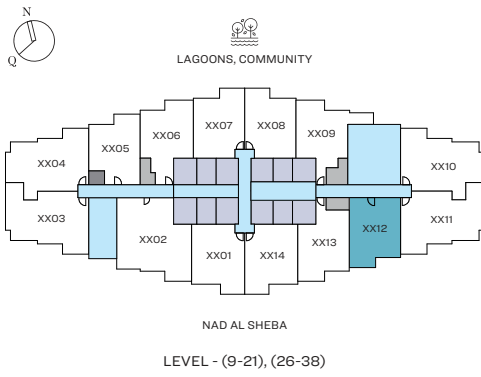 N
Q
LAGOONS, COMMUNITY
XX07 XX08
XX06 XX09
XX05
XX04 XX10
XX03 XX11
XX12
XX02 XX13
XX01 XX14
NAD AL SHEBA
LEVEL - (9-21), (26-38)